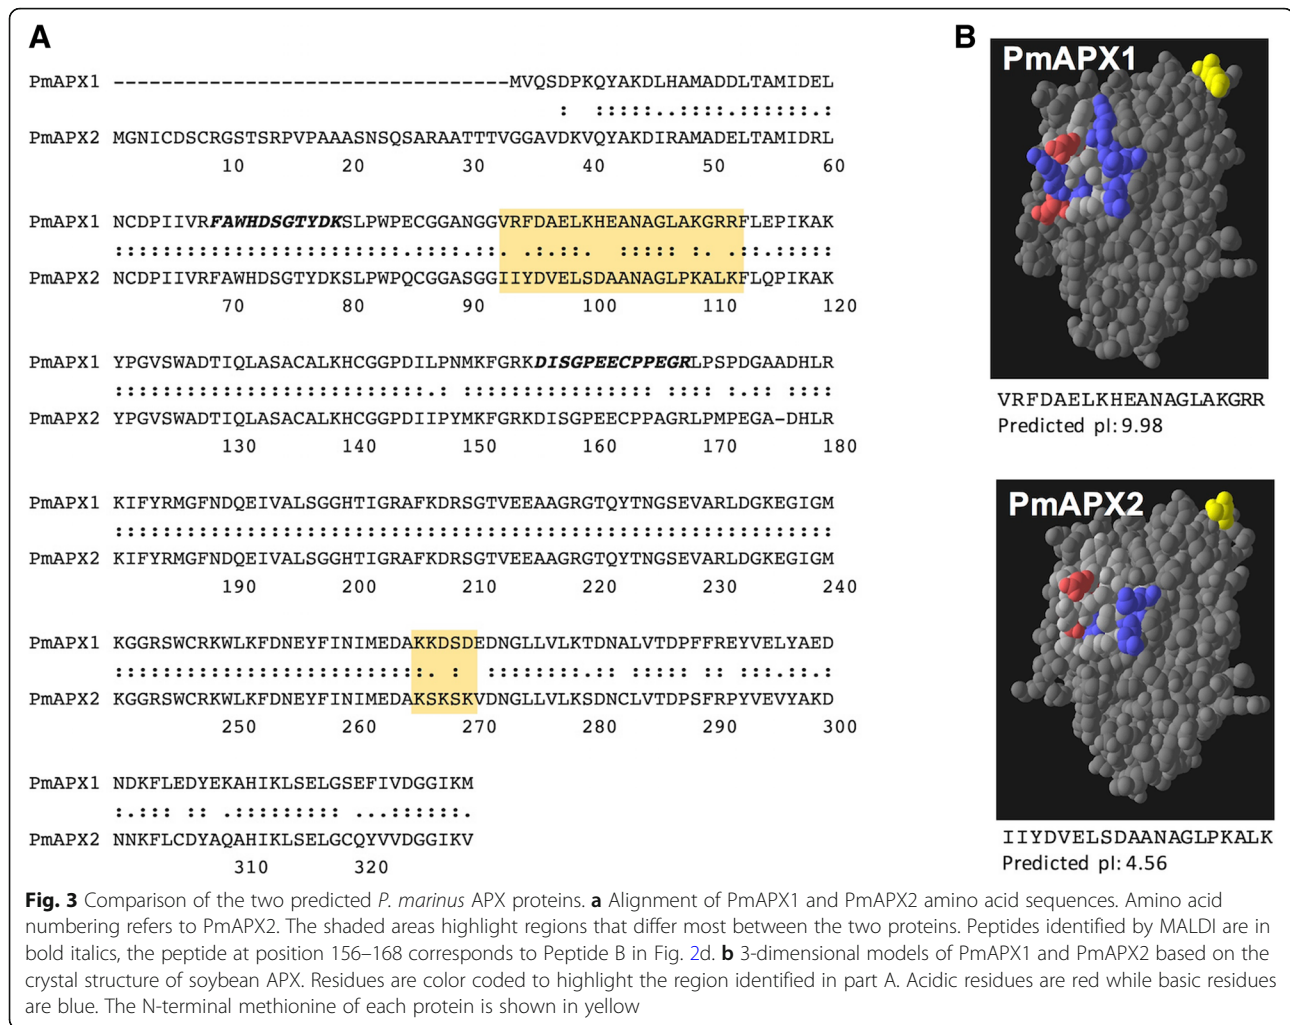 A
PmAPX1 ---------------------------------MVQSDPKQYAKDLHAMADDLTAMIDEL
: :::::..::::.:::::::.:
PmAPX2 MGNICDSCRGSTSRPVPAAASNSQSARAATTTVGGAVDKVQYAKDIRAMADELTAMIDRL
10 20 30 40 50 60
PmAPX1 NCDPIIVRFAWHDSGTYDKSLPWPECGGANGGVRFDAELKHEANAGLAKGRRFLEPIKAK
:::::::::::::::::::::::::.::::.::. .::.:: :::::: :. .::.::::::
PmAPX2 NCDPIIVRFAWHDSGTYDKSLPWPQCGGASGGIIYDVELSDAANAGLPKALKFLQPIKAK
70 80 90 100 110 120
PmAPX1 YPGVSWADTIQLASACALKHCGGPDILPNMKFGRKDISGPEECPPEGRLPSPDGAADHLR
::::::::::::::::::::::::::.: :::::::::::::::: ::: :.:: ::::
PmAPX2 YPGVSWADTIQLASACALKHCGGPDIIPYMKFGRKDISGPEECPPAGRLPMPEGA-DHLR
130 140 150 160 170 180
PmAPX1 KIFYRMGFNDQEIVALSGGHTIGRAFKDRSGTVEEAAGRGTQYTNGSEVARLDGKEGIGM
::::::::::::::::::::::::::::::::::::::::::::::::::::::::::::
PmAPX2 KIFYRMGFNDQEIVALSGGHTIGRAFKDRSGTVEEAAGRGTQYTNGSEVARLDGKEGIGM
190 200 210 220 230 240
PmAPX1 KGGRSWCRKWLKFDNEYFINIMEDAKKDSDEDNGLLVLKTDNALVTDPFFREYVELYAED
::::::::::::::::::::::::::. : ::::::::.:: :::::: :: :::.:::.:
PmAPX2 KGGRSWCRKWLKFDNEYFINIMEDAKSKSKVDNGLLVLKSDNCLVTDPSFRPYVEVYAKD
250 260 270 280 290 300
PmAPX1 NDKFLEDYEKAHIKLSELGSEFIVDGGIKM
:.::: :: .::::::::: ...:::::::.
PmAPX2 NNKFLCDYAQAHIKLSELGCQYVVDGGIKV
310 320
B
PmAPX1
VRFDAELKHEANAGLAKGRR
Predicted pI: 9.98
PmAPX2
IIYDVELSDAANAGLPKALK
Predicted pI: 4.56
Fig. 3 Comparison of the two predicted P. marinus APX proteins. a Alignment of PmAPX1 and PmAPX2 amino acid sequences. Amino acid
numbering refers to PmAPX2. The shaded areas highlight regions that differ most between the two proteins. Peptides identified by MALDI are in
bold italics, the peptide at position 156–168 corresponds to Peptide B in Fig. 2d. b 3-dimensional models of PmAPX1 and PmAPX2 based on the
crystal structure of soybean APX. Residues are color coded to highlight the region identified in part A. Acidic residues are red while basic residues
are blue. The N-terminal methionine of each protein is shown in yellow